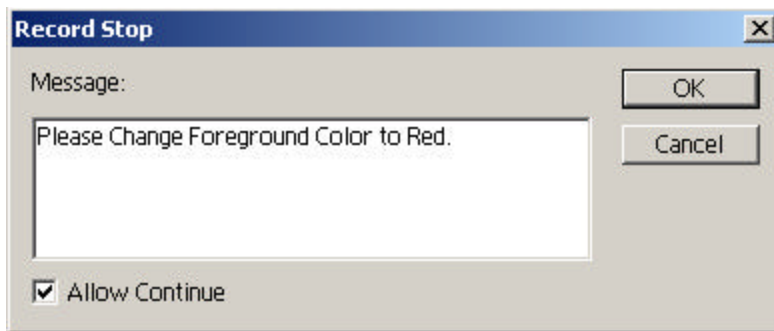 Record Stop
Message:
OK
Please Change Foreground Color to Red.
Cancel
Allow Continue